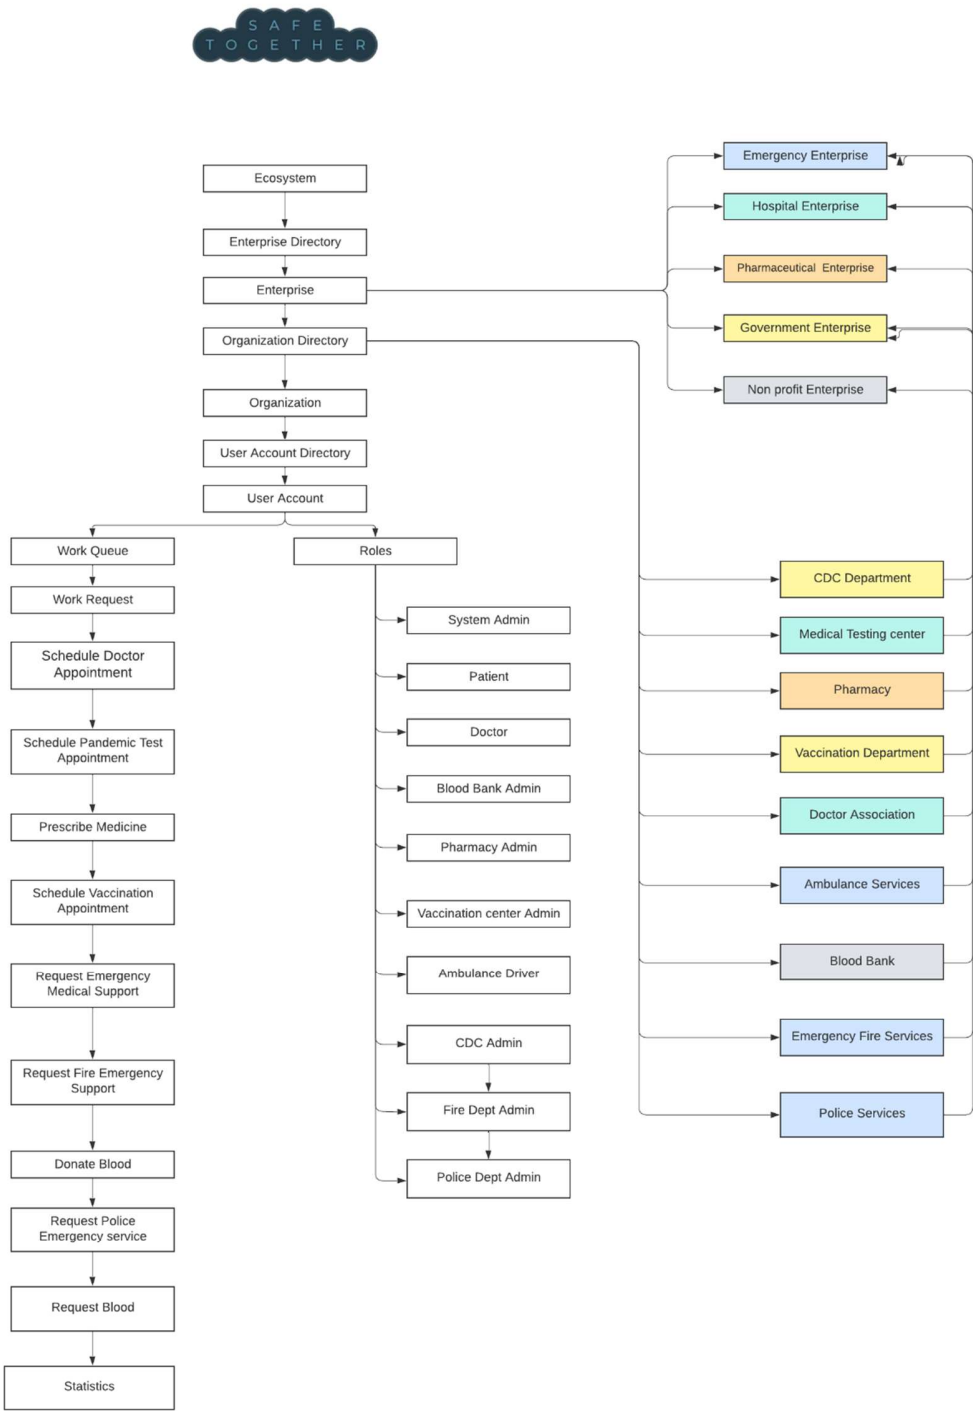 SAFE
TOGETHER
Ecosystem
Enterprise Directory
Enterprise
Organization Directory
Organization
User Account Directory
User Account
Work Queue
Work Request
Schedule Doctor
Appointment
Schedule Pandemic Test
Appointment
Prescribe Medicine
Schedule Vaccination
Appointment
Request Emergency
Medical Support
Request Fire Emergency
Support
Donate Blood
Request Police
Emergency service
Request Blood
Statistics
Roles
System Admin
Patient
Doctor
Blood Bank Admin
Pharmacy Admin
Vaccination center Admin
Ambulance Driver
CDC Admin
Fire Dept Admin
Police Dept Admin
Emergency Enterprise
Hospital Enterprise
Pharmaceutical Enterprise
Government Enterprise
Non profit Enterprise
CDC Department
Medical Testing center
Pharmacy
Vaccination Department
Doctor Association
Ambulance Services
Blood Bank
Emergency Fire Services
Police Services